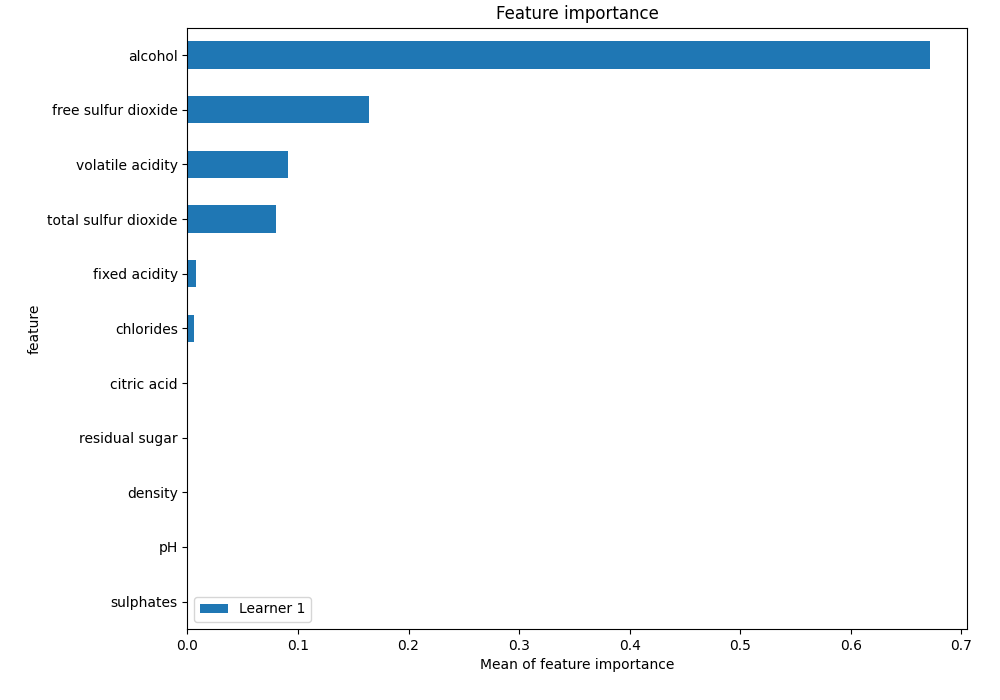 Feature importance
alcohol
free sulfur dioxide
volatile acidity
total sulfur dioxide
fixed acidity
chlorides
citric acid
residual sugar
density
pH
sulphates
feature
Learner 1
0.0 0.1 0.2 0.3 0.4 0.5 0.6 0.7
Mean of feature importance